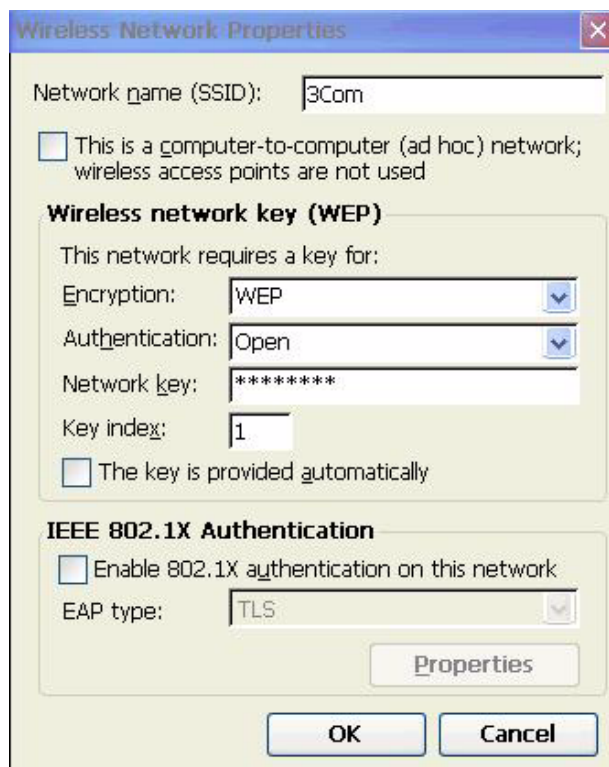 Wireless Network Properties
Network name (SSID): 3Com
This is a computer-to-computer (ad hoc) network;
wireless access points are not used
Wireless network key (WEP)
This network requires a key for:
Encryption: WEP
Authentication: Open
Network key: ********
Key index: 1
The key is provided automatically
IEEE 802.1X Authentication
Enable 802.1X authentication on this network
EAP type: TLS
Properties
OK Cancel